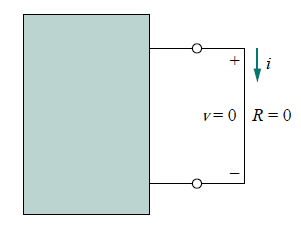 +
i
v = 0 R = 0
−